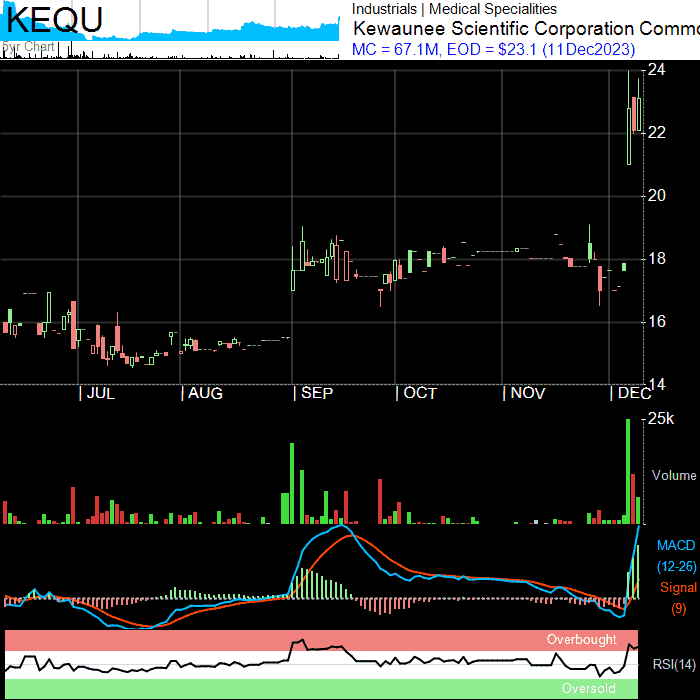 KEQU
5yr Chart
Industrials | Medical Specialities
Kewaunee Scientific Corporation Commo
MC = 67.1M, EOD = $23.1 (11Dec2023)
24
22
20
18
16
14
| JUL | AUG | SEP | OCT | NOV | DEC
25k
Volume
MACD
(12-26)
Signal
(9)
Overbought
RSI(14)
Oversold